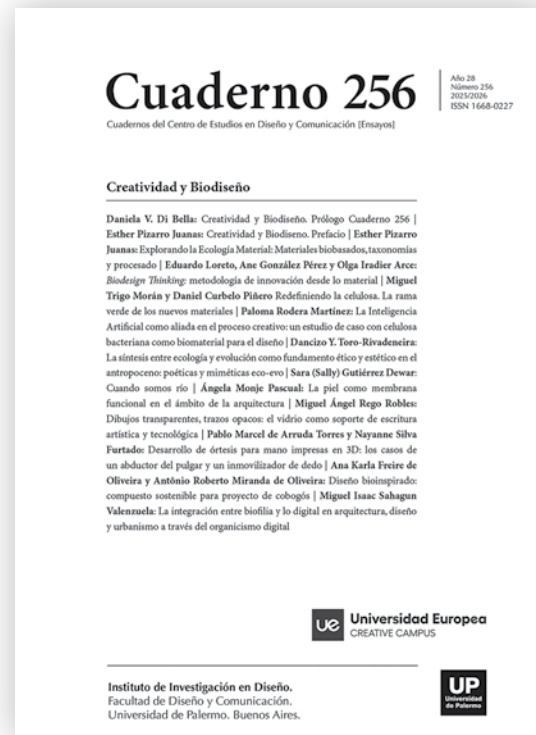 Cuaderno 256
Año 28
Número 256
2025/2026
ISSN 1668-0227
Cuadernos del Centro de Estudios en Diseño y Comunicación [Ensayos]
Creatividad y Biodiseño
Daniela V. Di Bella: Creatividad y Biodiseño. Prólogo Cuaderno 256 |
Esther Pizarro Juanas: Creatividad y Biodiseno. Prefacio | Esther Pizarro
Juanas: Explorando la Ecología Material: Materiales biobasados, taxonomías
y procesado | Eduardo Loreto, Ane González Pérez y Olga Iradier Arce:
Biodesign Thinking: metodología de innovación desde lo material | Miguel
Trigo Morán y Daniel Curbelo Piñero Redefiniendo la celulosa. La rama
verde de los nuevos materiales | Paloma Rodera Martínez: La Inteligencia
Artificial como aliada en el proceso creativo: un estudio de caso con celulosa
bacteriana como biomaterial para el diseño | Dancizo Y. Toro-Rivadeneira:
La síntesis entre ecología y evolución como fundamento ético y estético en el
antropoceno: poéticas y miméticas eco-evo | Sara (Sally) Gutiérrez Dewar:
Cuando somos río | Ángela Monje Pascual: La piel como membrana
funcional en el ámbito de la arquitectura | Miguel Ángel Rego Robles:
Dibujos transparentes, trazos opacos: el vidrio como soporte de escritura
artística y tecnológica | Pablo Marcel de Arruda Torres y Nayanne Silva
Furtado: Desarrollo de órtesis para mano impresas en 3D: los casos de
un abductor del pulgar y un inmovilizador de dedo | Ana Karla Freire de
Oliveira y Antônio Roberto Miranda de Oliveira: Diseño bioinspirado:
compuesto sostenible para proyecto de cobogós | Miguel Isaac Sahagun
Valenzuela: La integración entre biofilia y lo digital en arquitectura, diseño
y urbanismo a través del organicismo digital
ue Universidad Europea
CREATIVE CAMPUS
Instituto de Investigación en Diseño.
Facultad de Diseño y Comunicación.
Universidad de Palermo. Buenos Aires.
UP
Universidad
de Palermo